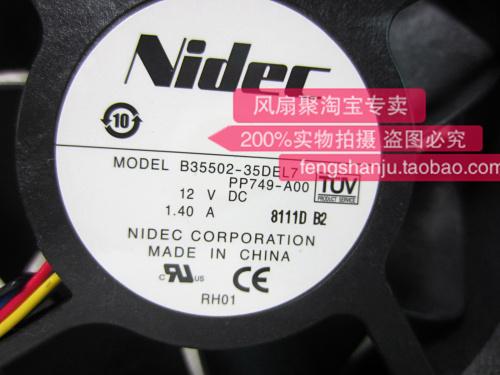 Nidec
风扇聚淘宝专卖
10
200%实物拍摄 盗图必究
MODEL B35502-35DEL7
fengshanju.taobao.com
PP749-A00
TÜV
PRODUCT SERVICE
12 V DC
1.40 A
8111D B2
NIDEC CORPORATION
MADE IN CHINA
c RU us CE
RH01